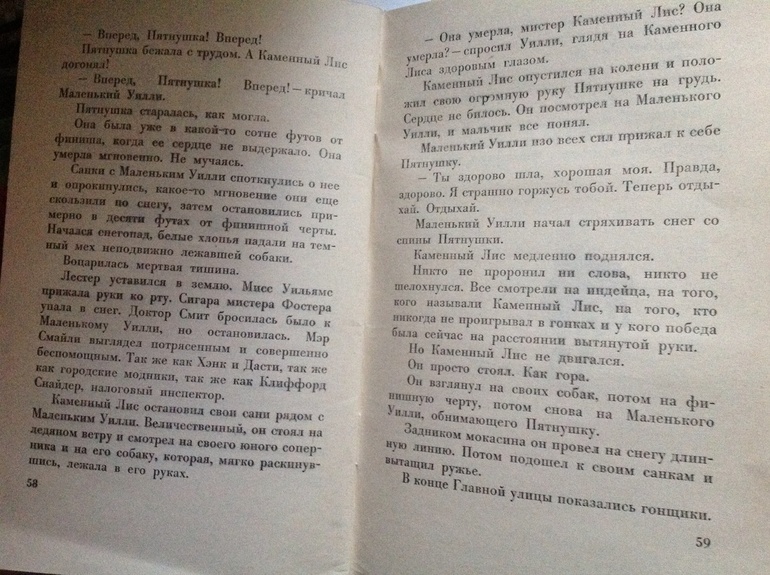 — Вперед, Пятнушка! Вперед!
Пятнушка бежала с трудом. А Каменный Лис
догонял!
— Вперед, Пятнушка! Вперед! — кричал
Маленький Уилли.
Пятнушка старалась, как могла.
Она была уже в какой-то сотне футов от
финиша, когда ее сердце не выдержало. Она
умерла мгновенно. Не мучаясь.
Санки с Маленьким Уилли споткнулись о нее
и опрокинулись, какое-то мгновение они еще
скользили по снегу, затем остановились при-
мерно в десяти футах от финишной черты.
Начался снегопад, белые хлопья падали на тем-
ный мех неподвижно лежавшей собаки.
Воцарилась мертвая тишина.
Лестер уставился в землю. Мисс Уильямс
прижала руки ко рту. Сигара мистера Фостера
упала в снег. Доктор Смит бросилась было к
Маленькому Уилли, но остановилась. Мэр
Смайли выглядел потрясенным и совершенно
беспомощным. Так же как Хэнк и Дасти, так же
как городские модники, так же как Клиффорд
Снайдер, налоговый инспектор.
Каменный Лис остановил свои сани рядом с
Маленьким Уилли. Величественный, он стоял на
ледяном ветру и смотрел на своего юного сопер-
ника и на его собаку, которая, мягко раскинув-
шись, лежала в его руках.
58
— Она умерла, мистер Каменный Лис? Она
умерла? — спросил Уилли, глядя на Каменного
Лиса здоровым глазом.
Каменный Лис опустился на колени и поло-
жил свою огромную руку Пятнушке на грудь.
Сердце не билось. Он посмотрел на Маленького
Уилли, и мальчик все понял.
Маленький Уилли изо всех сил прижал к себе
Пятнушку.
— Ты здорово шла, хорошая моя. Правда,
здорово. Я страшно горжусь тобой. Теперь отды-
хай. Отдыхай.
Маленький Уилли начал стряхивать снег со
спины Пятнушки.
Каменный Лис медленно поднялся.
Никто не проронил ни слова, никто не
шелохнулся. Все смотрели на индейца, на того,
кого называли Каменный Лис, на того, кто
никогда не проигрывал в гонках и у кого победа
была сейчас на расстоянии вытянутой руки.
Но Каменный Лис не двигался.
Он просто стоял. Как гора.
Он взглянул на своих собак, потом на фи-
нишную черту, потом снова на Маленького
Уилли, обнимающего Пятнушку.
Задником мокасина он провел на снегу длин-
ную линию. Потом подошел к своим санкам и
вытащил ружье.
В конце Главной улицы показались гонщики.
59